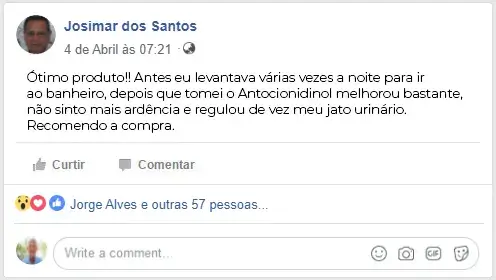 Josimar dos Santos
4 de Abril às 07:21 ·
Ótimo produto!! Antes eu levantava várias vezes a noite para ir
ao banheiro, depois que tomei o Antocionidinol melhorou bastante,
não sinto mais ardência e regulou de vez meu jato urinário.
Recomendo a compra.
Curtir Comentar
Jorge Alves e outras 57 pessoas...
Write a comment...
GIF